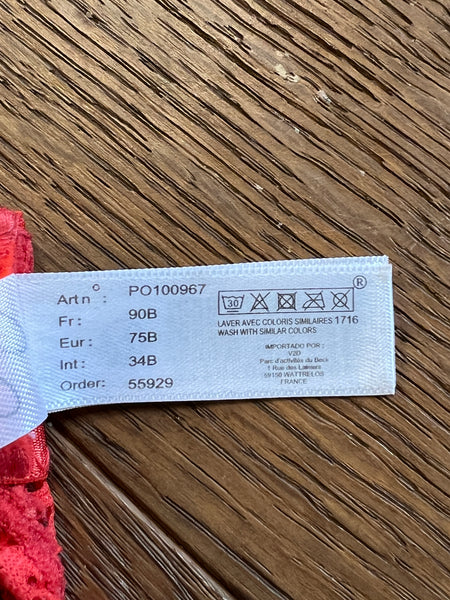 Art n° : PO100967
Fr : 90B
Eur : 75B
Int : 34B
Order: 55929
®
30
LAVER AVEC COLORIS SIMILAIRES 1716
WASH WITH SIMILAR COLORS
IMPORTADO POR :
V2D
Parc d'activités du Beck
1 Rue des Lainiers
59150 WATTRELOS
FRANCE